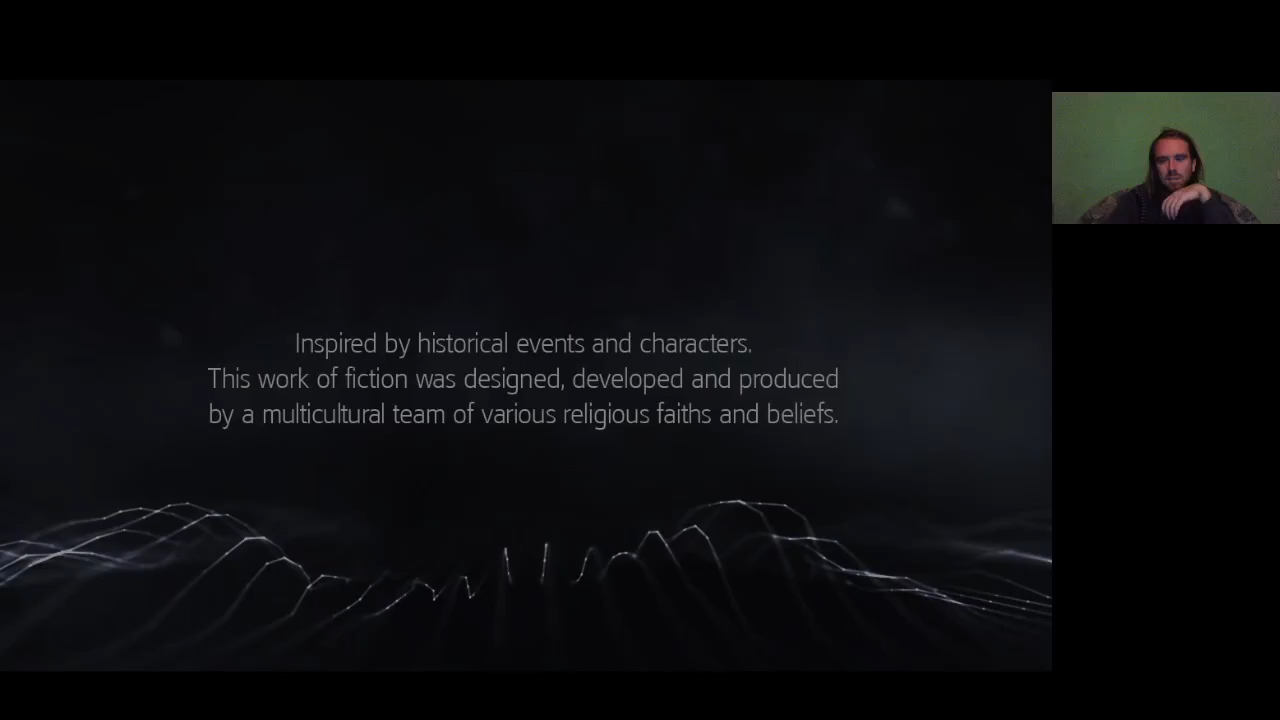 Inspired by historical events and characters.
This work of fiction was designed, developed and produced
by a multicultural team of various religious faiths and beliefs.